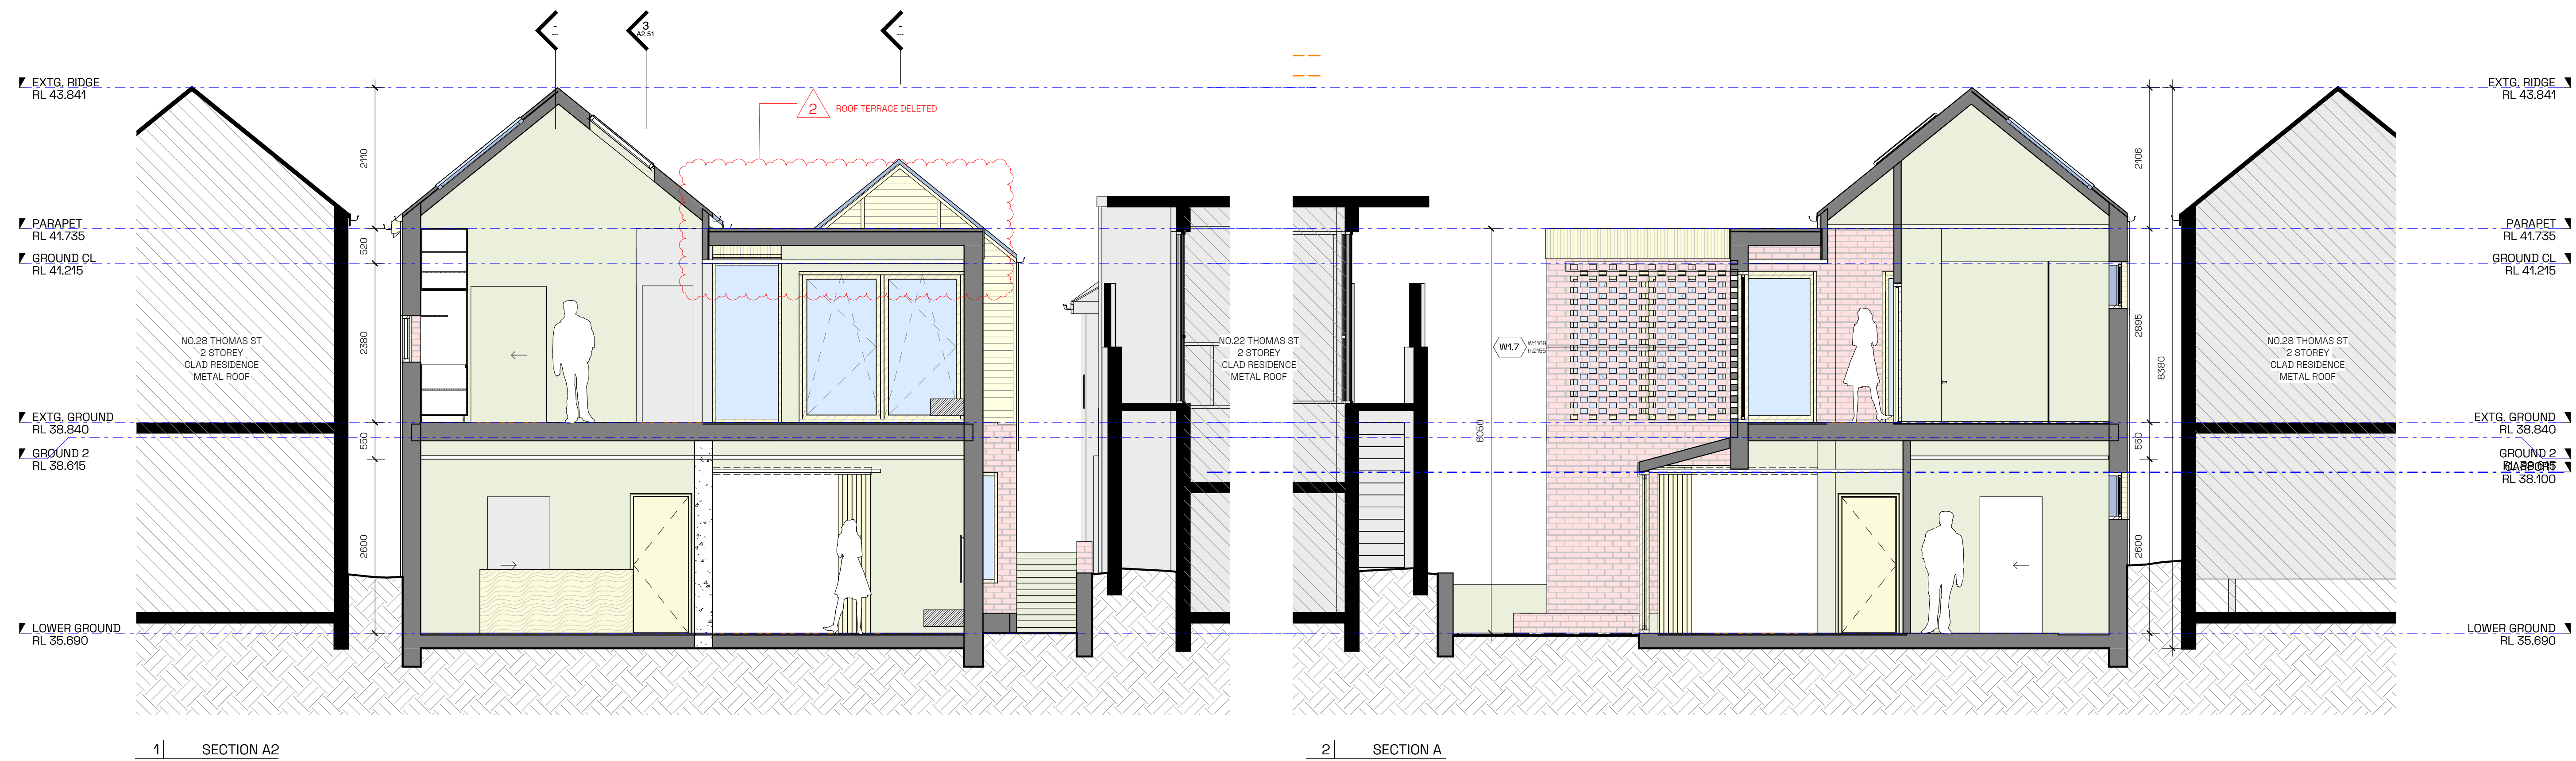 -
---
3
A2.51
-
---
EXTG. RIDGE
RL 43.841
2
ROOF TERRACE DELETED
2110
PARAPET
RL 41.735
520
GROUND CL
RL 41.215
2380
NO.28 THOMAS ST
2 STOREY
CLAD RESIDENCE
METAL ROOF
EXTG. GROUND
RL 38.840
550
GROUND 2
RL 38.615
2600
LOWER GROUND
RL 35.690
NO.22 THOMAS ST
2 STOREY
CLAD RESIDENCE
METAL ROOF
1 SECTION A2
EXTG. RIDGE
RL 43.841
2106
PARAPET
RL 41.735
GROUND CL
RL 41.215
2895
8380
W1.7
W:1169
H:2155
6050
NO.28 THOMAS ST
2 STOREY
CLAD RESIDENCE
METAL ROOF
EXTG. GROUND
RL 38.840
550
GROUND 2
RL 38.100
2600
LOWER GROUND
RL 35.690
2 SECTION A